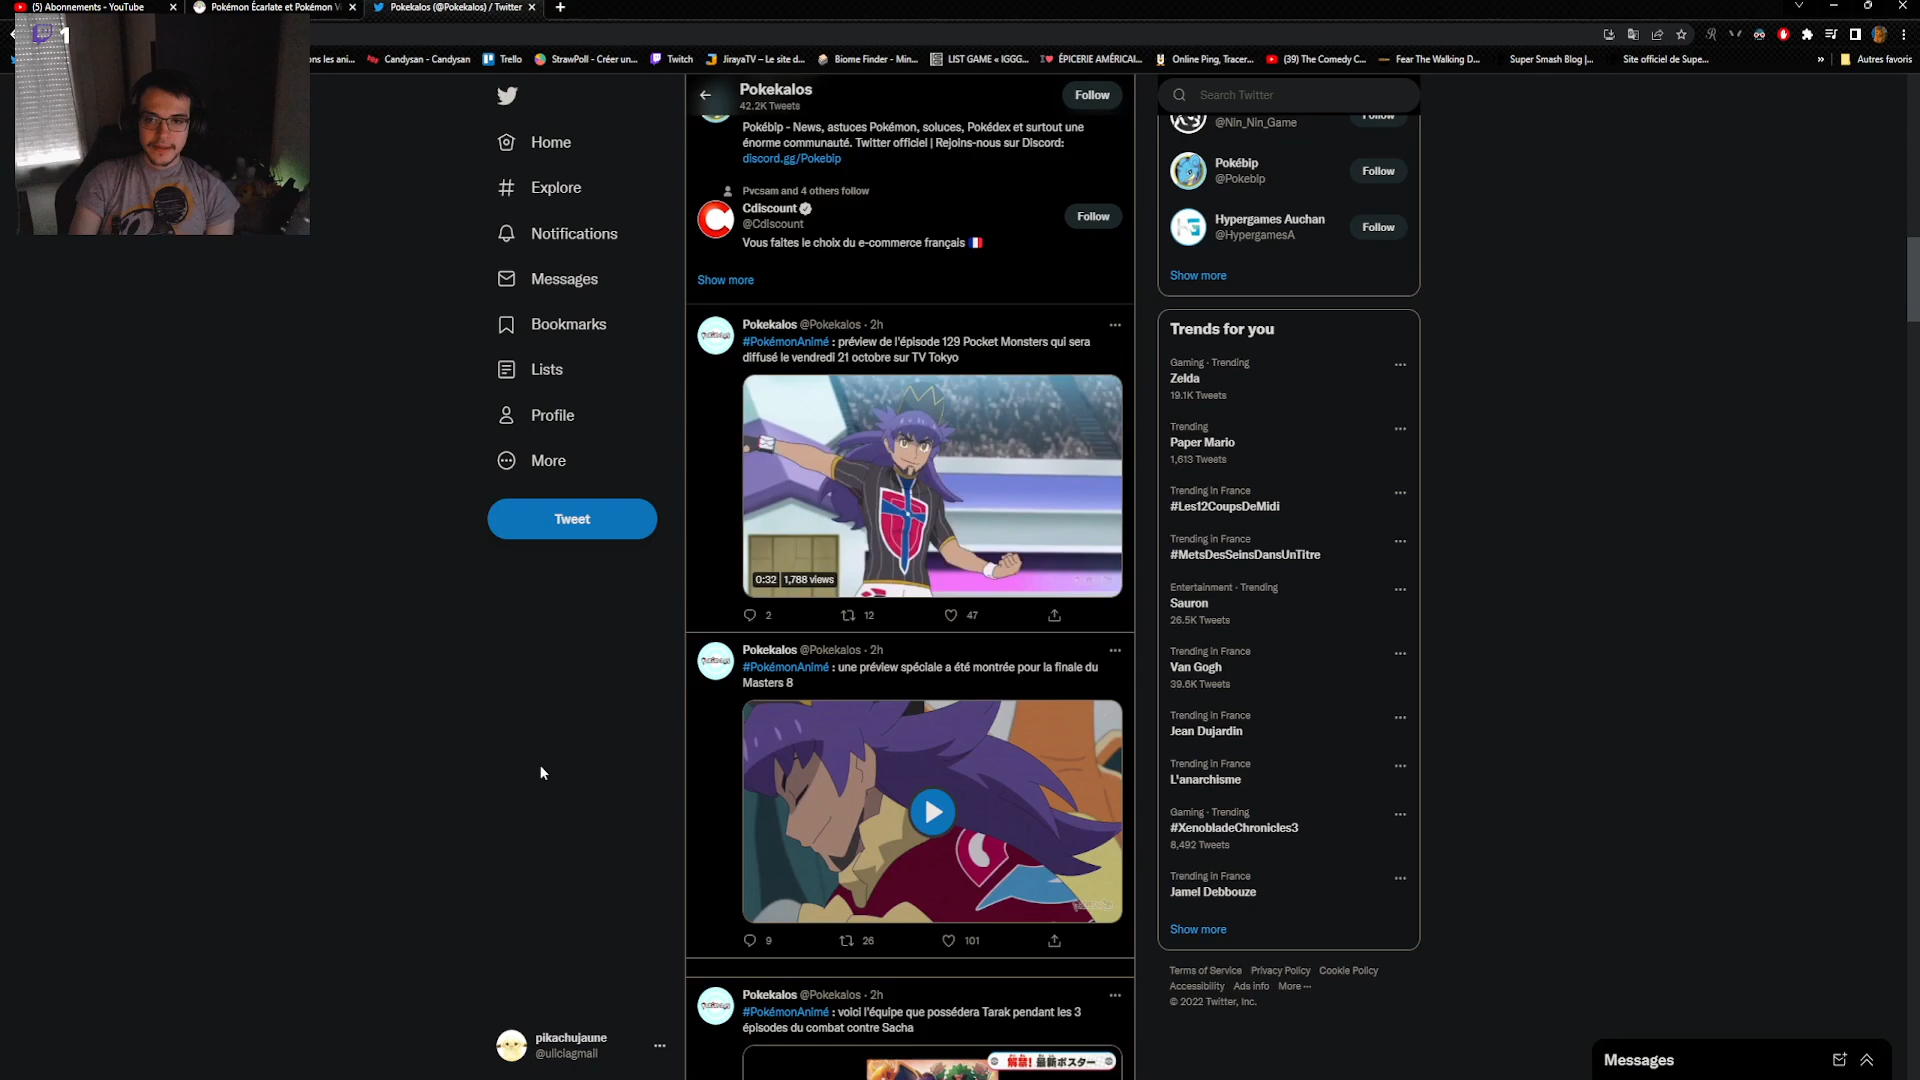 (5) Abonnements - YouTube
Pokémon Écarlate et Pokémon V
Pokekalos (@Pokekalos) / Twitter
1
ons les ani...
Candysan - Candysan
Trello
StrawPoll - Créer un...
Twitch
JirayaTV – Le site d...
Biome Finder - Min...
LIST GAME « IGGG...
ÉPICERIE AMÉRICAI...
Online Ping, Tracer...
(39) The Comedy C...
Fear The Walking D...
Super Smash Blog |...
Site officiel de Supe...
»
Autres favoris
Home
Explore
Notifications
Messages
Bookmarks
Lists
Profile
More
Tweet
pikachujaune
@uliclagmail
Pokekalos
42.2K Tweets
Follow
Pokébip - News, astuces Pokémon, soluces, Pokédex et surtout une
énorme communauté. Twitter officiel | Rejoins-nous sur Discord:
discord.gg/Pokebip
Pvcsam and 4 others follow
Cdiscount
@Cdiscount
Follow
Vous faites le choix du e-commerce français 🇫🇷
Show more
Pokekalos @Pokekalos · 2h
#PokémonAnimé : préview de l'épisode 129 Pocket Monsters qui sera
diffusé le vendredi 21 octobre sur TV Tokyo
0:32 1,788 views
2 12 47
Pokekalos @Pokekalos · 2h
#PokémonAnimé : une préview spéciale a été montrée pour la finale du
Masters 8
9 26 101
Pokekalos @Pokekalos · 2h
#PokémonAnimé : voici l'équipe que possédera Tarak pendant les 3
épisodes du combat contre Sacha
解禁!最新ポスター
Search Twitter
@Nin_Nin_Game
Follow
Pokébip
@Pokebip
Follow
Hypergames Auchan
@HypergamesA
Follow
Show more
Trends for you
Gaming · Trending
Zelda
19.1K Tweets
Trending
Paper Mario
1,613 Tweets
Trending in France
#Les12CoupsDeMidi
Trending in France
#MetsDesSeinsDansUnTitre
Entertainment · Trending
Sauron
26.5K Tweets
Trending in France
Van Gogh
39.6K Tweets
Trending in France
Jean Dujardin
Trending in France
L'anarchisme
Gaming · Trending
#XenobladeChronicles3
8,492 Tweets
Trending in France
Jamel Debbouze
Show more
Terms of Service Privacy Policy Cookie Policy
Accessibility Ads info More ···
© 2022 Twitter, Inc.
Messages